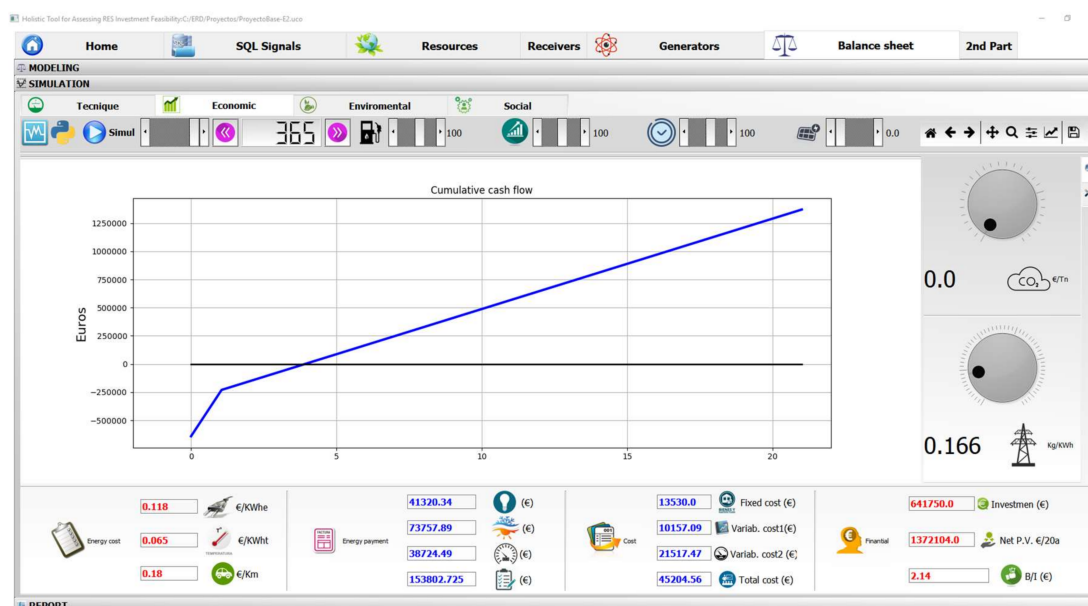 Holistic Tool for Assessing RES Investment Feasibility:C:/ERD/Proyectos/ProyectoBase-E2.uco
Home SQL Signals Resources Receivers Generators Balance sheet 2nd Part
MODELING
SIMULATION
Tecnique Economic Enviromental Social
Simul 365 100 100 100 0.0
Cumulative cash flow
1250000
1000000
750000
500000
250000
0
−250000
−500000
Euros
0 5 10 15 20
0.0 CO₂ €/Tn
0.166 Kg/KWh
Energy cost
0.118 €/KWhe
0.065 TEMPERATURA €/KWht
0.18 €/Km
Energy payment
41320.34 (€)
73757.89 (€)
38724.49 (€)
153802.725 (€)
Cost
13530.0 Fixed cost (€)
10157.09 Variab. cost1(€)
21517.47 Variab. cost2 (€)
45204.56 Total cost (€)
Finantial
641750.0 Investmen (€)
1372104.0 Net P.V. €/20a
2.14 B/I (€)
REPORT